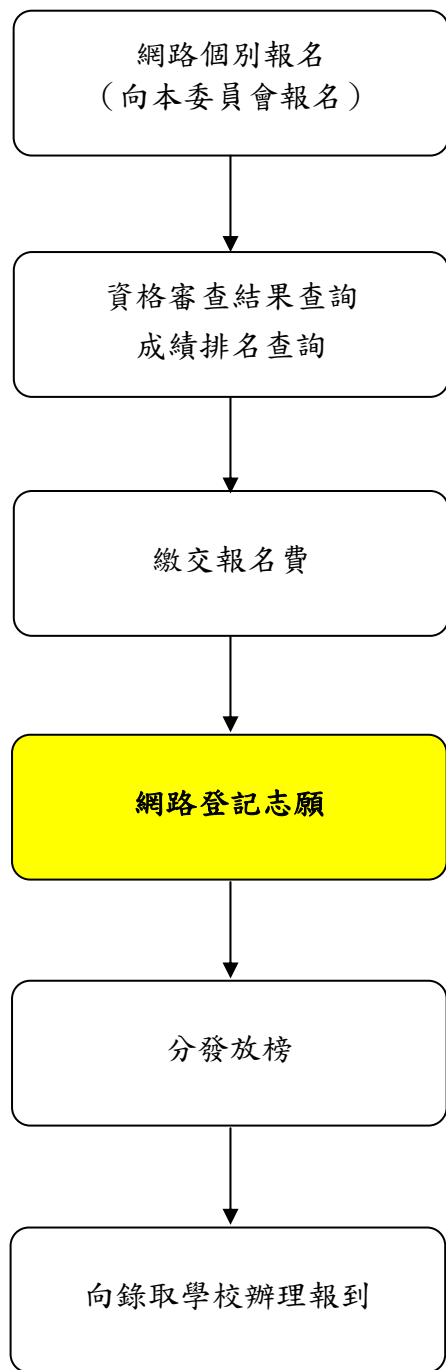 網路個別報名
（向本委員會報名）
資格審查結果查詢
成績排名查詢
繳交報名費
網路登記志願
分發放榜
向錄取學校辦理報到